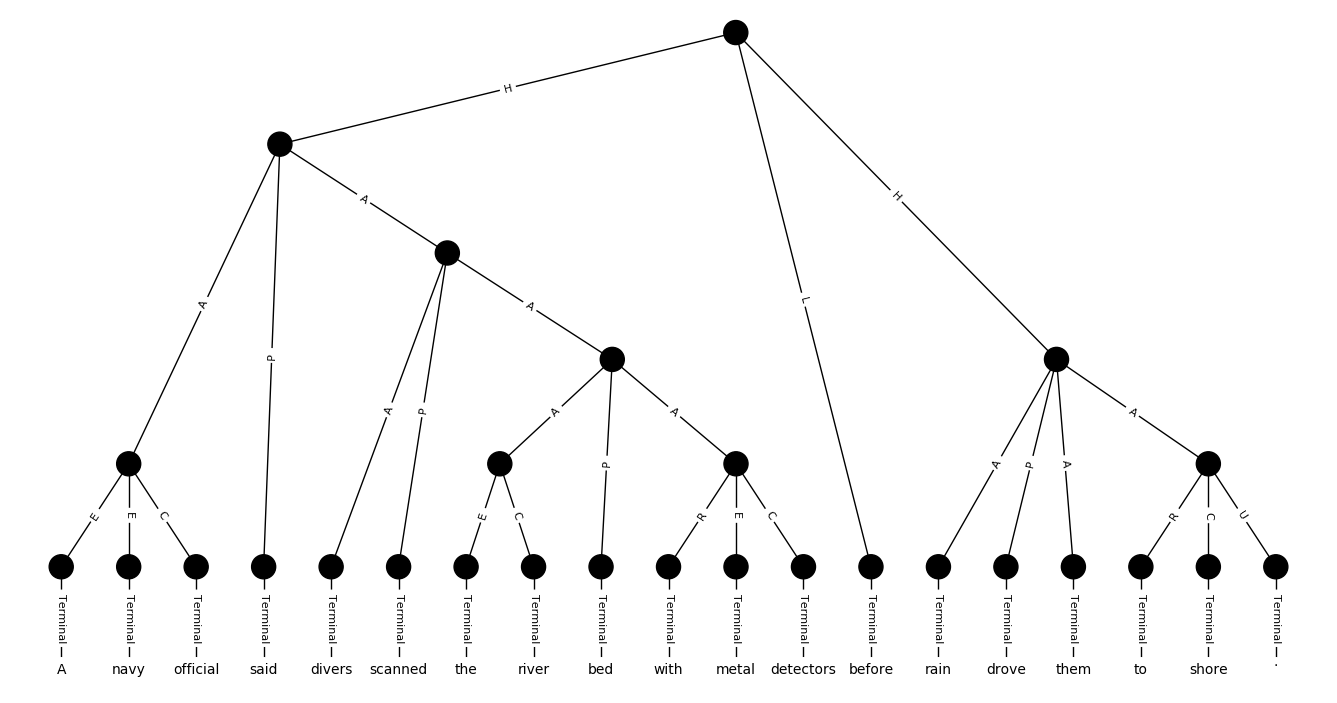 H
A
A
A
P
L
H
A
P
A
P
A
P
A
A
A
P
A
A
E
E
C
E
C
R
E
C
R
C
U
Terminal Terminal Terminal Terminal Terminal Terminal Terminal Terminal Terminal Terminal Terminal Terminal Terminal Terminal Terminal Terminal Terminal Terminal Terminal
A navy official said divers scanned the river bed with metal detectors before rain drove them to shore .